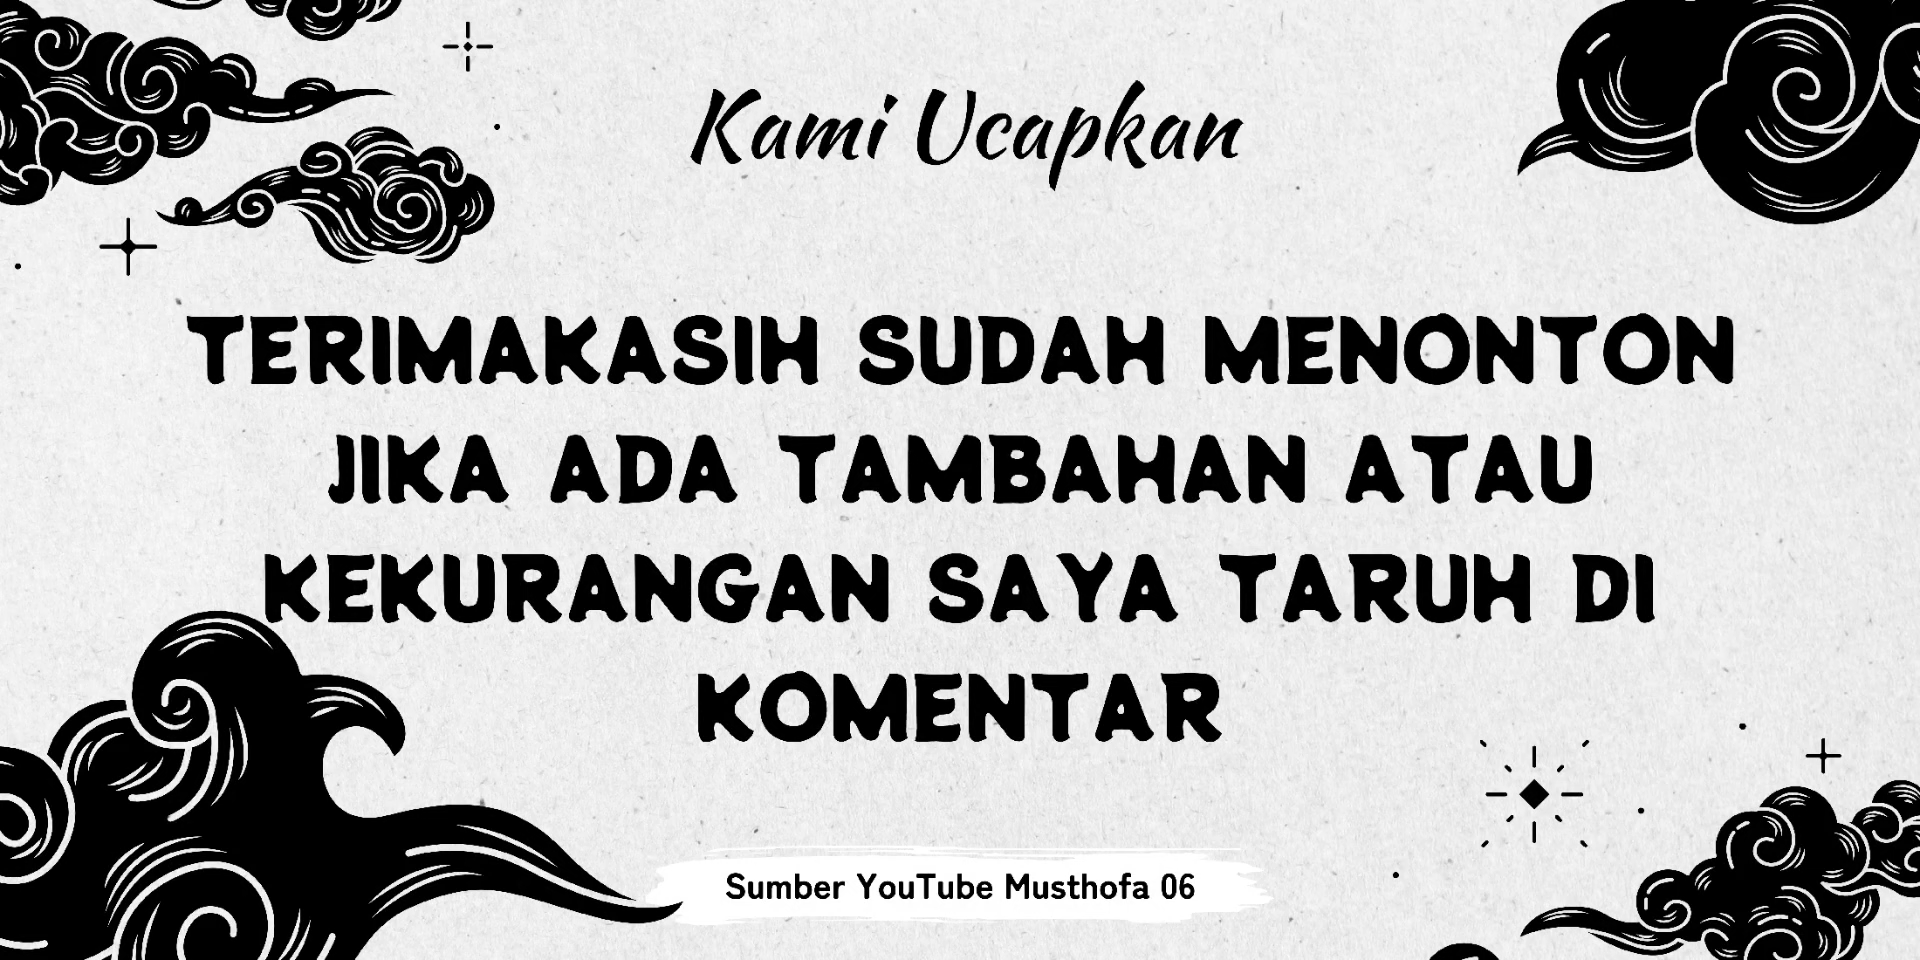 Kami Ucapkan
TERIMAKASIH SUDAH MENONTON
JIKA ADA TAMBAHAN ATAU
KEKURANGAN SAYA TARUH DI
KOMENTAR
Sumber YouTube Musthofa 06